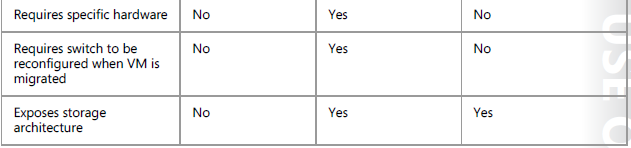 Requires specific hardware No Yes No
Requires switch to be No Yes No
reconfigured when VM is
migrated
Exposes storage No Yes Yes
architecture
USE O